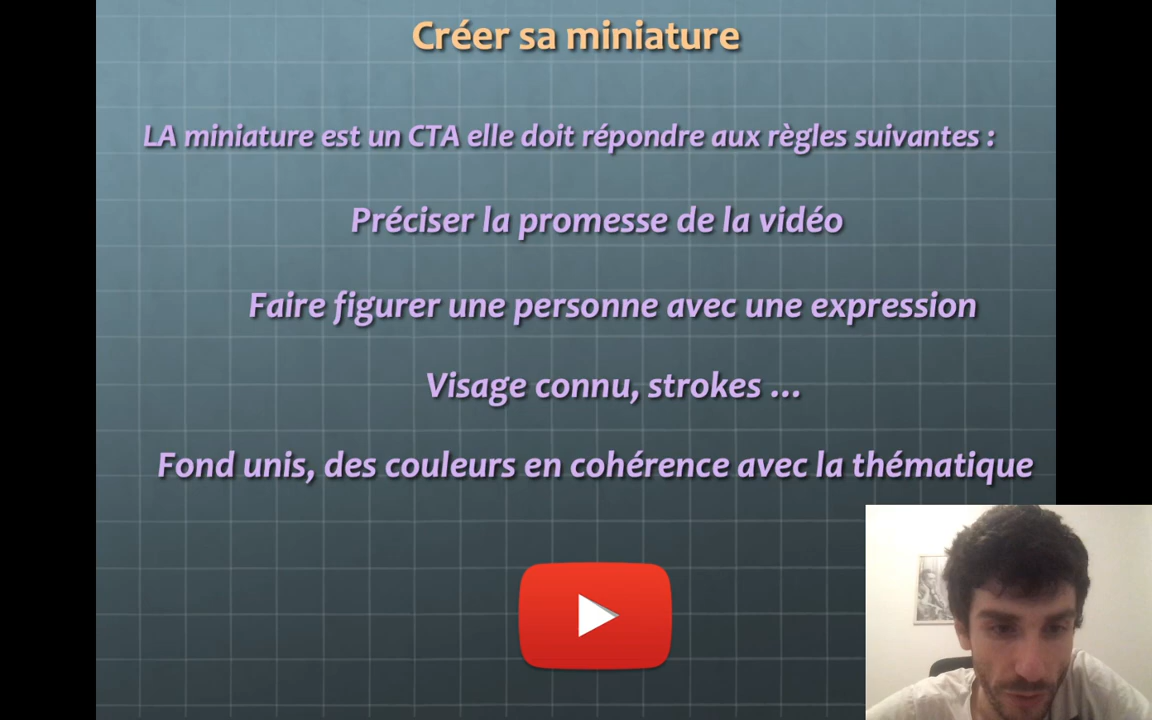 Créer sa miniature
LA miniature est un CTA elle doit répondre aux règles suivantes :
Préciser la promesse de la vidéo
Faire figurer une personne avec une expression
Visage connu, strokes ...
Fond unis, des couleurs en cohérence avec la thématique